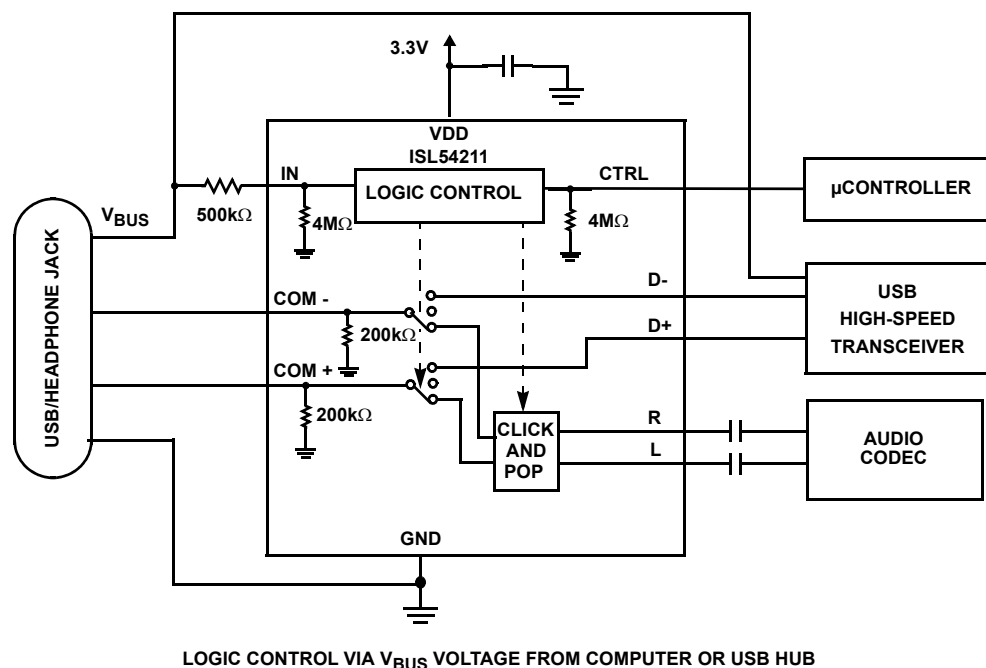 3.3V
VDD
ISL54211
IN
LOGIC CONTROL
CTRL
µCONTROLLER
VBUS
500kΩ
4MΩ
4MΩ
USB/HEADPHONE JACK
COM -
D-
USB
HIGH-SPEED
TRANSCEIVER
200kΩ
D+
COM +
200kΩ
CLICK
AND
POP
R
L
AUDIO
CODEC
GND
LOGIC CONTROL VIA VBUS VOLTAGE FROM COMPUTER OR USB HUB